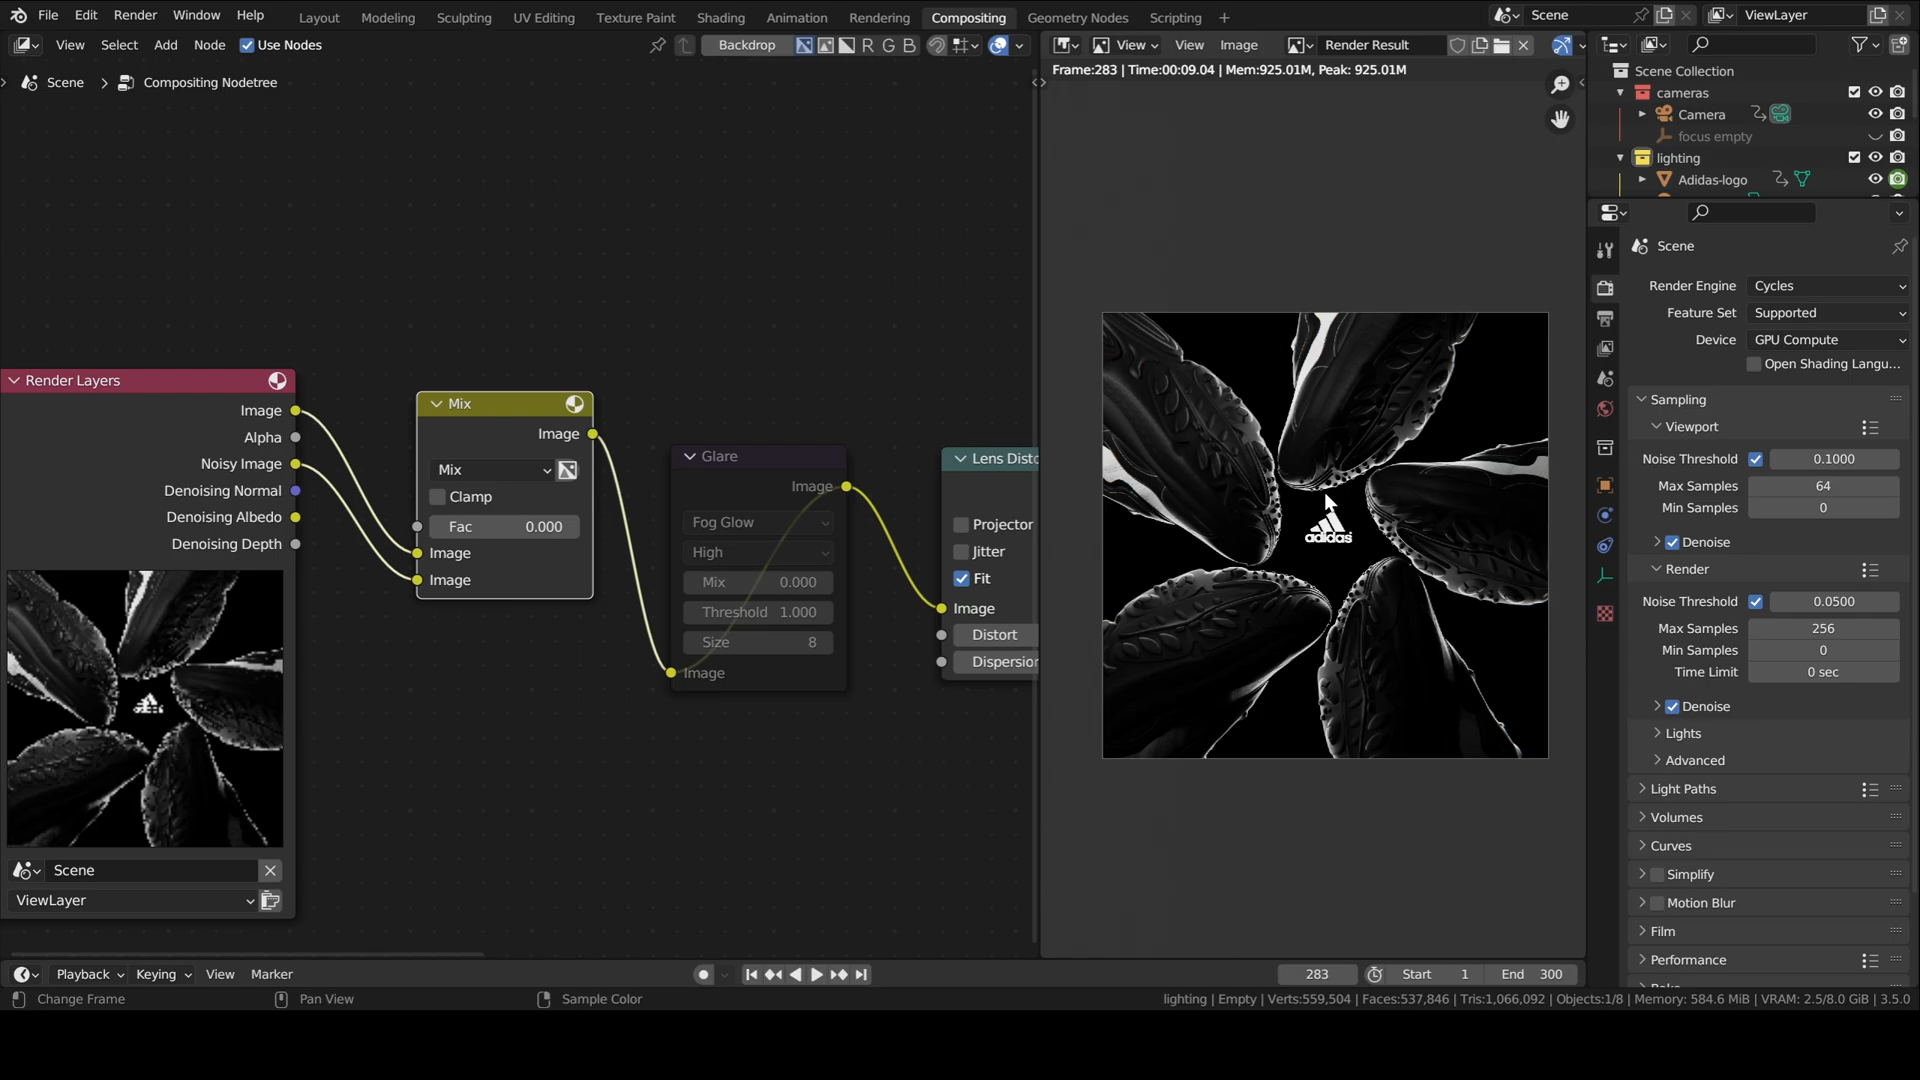 File Edit Render Window Help Layout Modeling Sculpting UV Editing Texture Paint Shading Animation Rendering Compositing Geometry Nodes Scripting + Scene ViewLayer
View Select Add Node Use Nodes Backdrop R G B View View Image Render Result
Scene > Compositing Nodetree
Frame:283 | Time:00:09.04 | Mem:925.01M, Peak: 925.01M
Scene Collection
cameras
Camera
focus empty
lighting
Adidas-logo
Scene
Render Engine Cycles
Feature Set Supported
Device GPU Compute
Open Shading Langu...
Sampling
Viewport
Noise Threshold 0.1000
Max Samples 64
Min Samples 0
Denoise
Render
Noise Threshold 0.0500
Max Samples 256
Min Samples 0
Time Limit 0 sec
Denoise
Lights
Advanced
Light Paths
Volumes
Curves
Simplify
Motion Blur
Film
Performance
Render Layers
Image
Alpha
Noisy Image
Denoising Normal
Denoising Albedo
Denoising Depth
Scene
ViewLayer
Mix
Image
Mix
Clamp
Fac 0.000
Image
Image
Glare
Image
Fog Glow
High
Mix 0.000
Threshold 1.000
Size 8
Image
Lens Disto
Projector
Jitter
Fit
Image
Distort
Dispersion
adidas
Playback Keying View Marker 283 Start 1 End 300
Change Frame Pan View Sample Color lighting | Empty | Verts:559,504 | Faces:537,846 | Tris:1,066,092 | Objects:1/8 | Memory: 584.6 MiB | VRAM: 2.5/8.0 GiB | 3.5.0